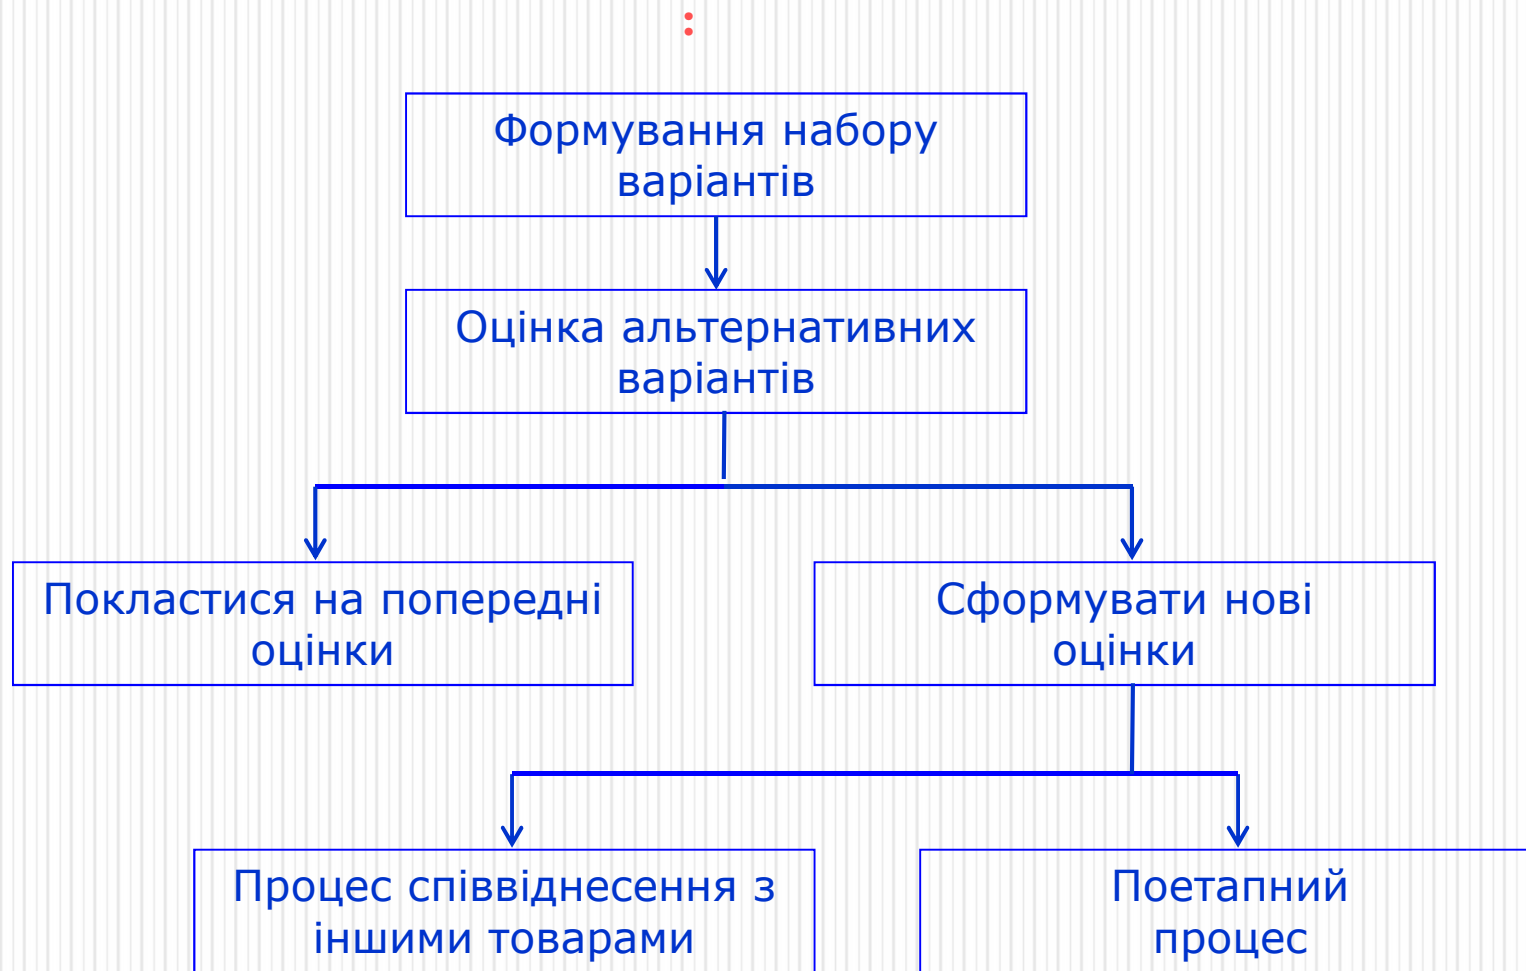 :
Формування набору
варіантів
Оцінка альтернативних
варіантів
Покластися на попередні
оцінки
Сформувати нові
оцінки
Процес співвіднесення з
іншими товарами
Поетапний
процес